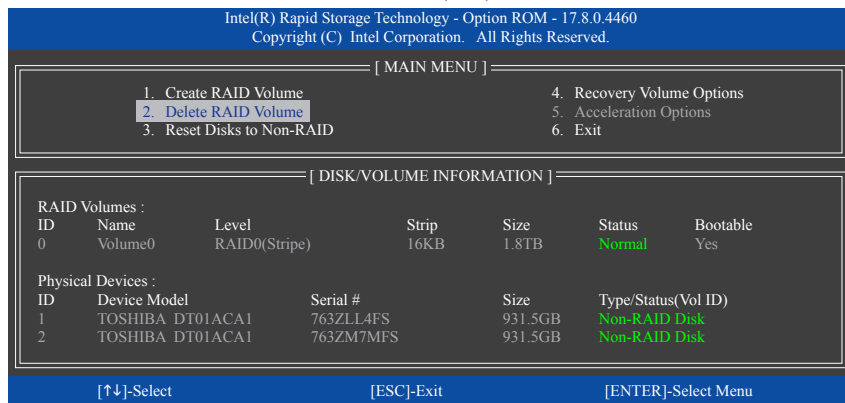 Intel(R) Rapid Storage Technology - Option ROM - 17.8.0.4460
Copyright (C) Intel Corporation. All Rights Reserved.
[ MAIN MENU ]
1. Create RAID Volume 4. Recovery Volume Options
2. Delete RAID Volume 5. Acceleration Options
3. Reset Disks to Non-RAID 6. Exit
[ DISK/VOLUME INFORMATION ]
RAID Volumes :
ID Name Level Strip Size Status Bootable
0 Volume0 RAID0(Stripe) 16KB 1.8TB Normal Yes
Physical Devices :
ID Device Model Serial # Size Type/Status(Vol ID)
1 TOSHIBA DT01ACA1 763ZLL4FS 931.5GB Non-RAID Disk
2 TOSHIBA DT01ACA1 763ZM7MFS 931.5GB Non-RAID Disk
[↑↓]-Select [ESC]-Exit [ENTER]-Select Menu